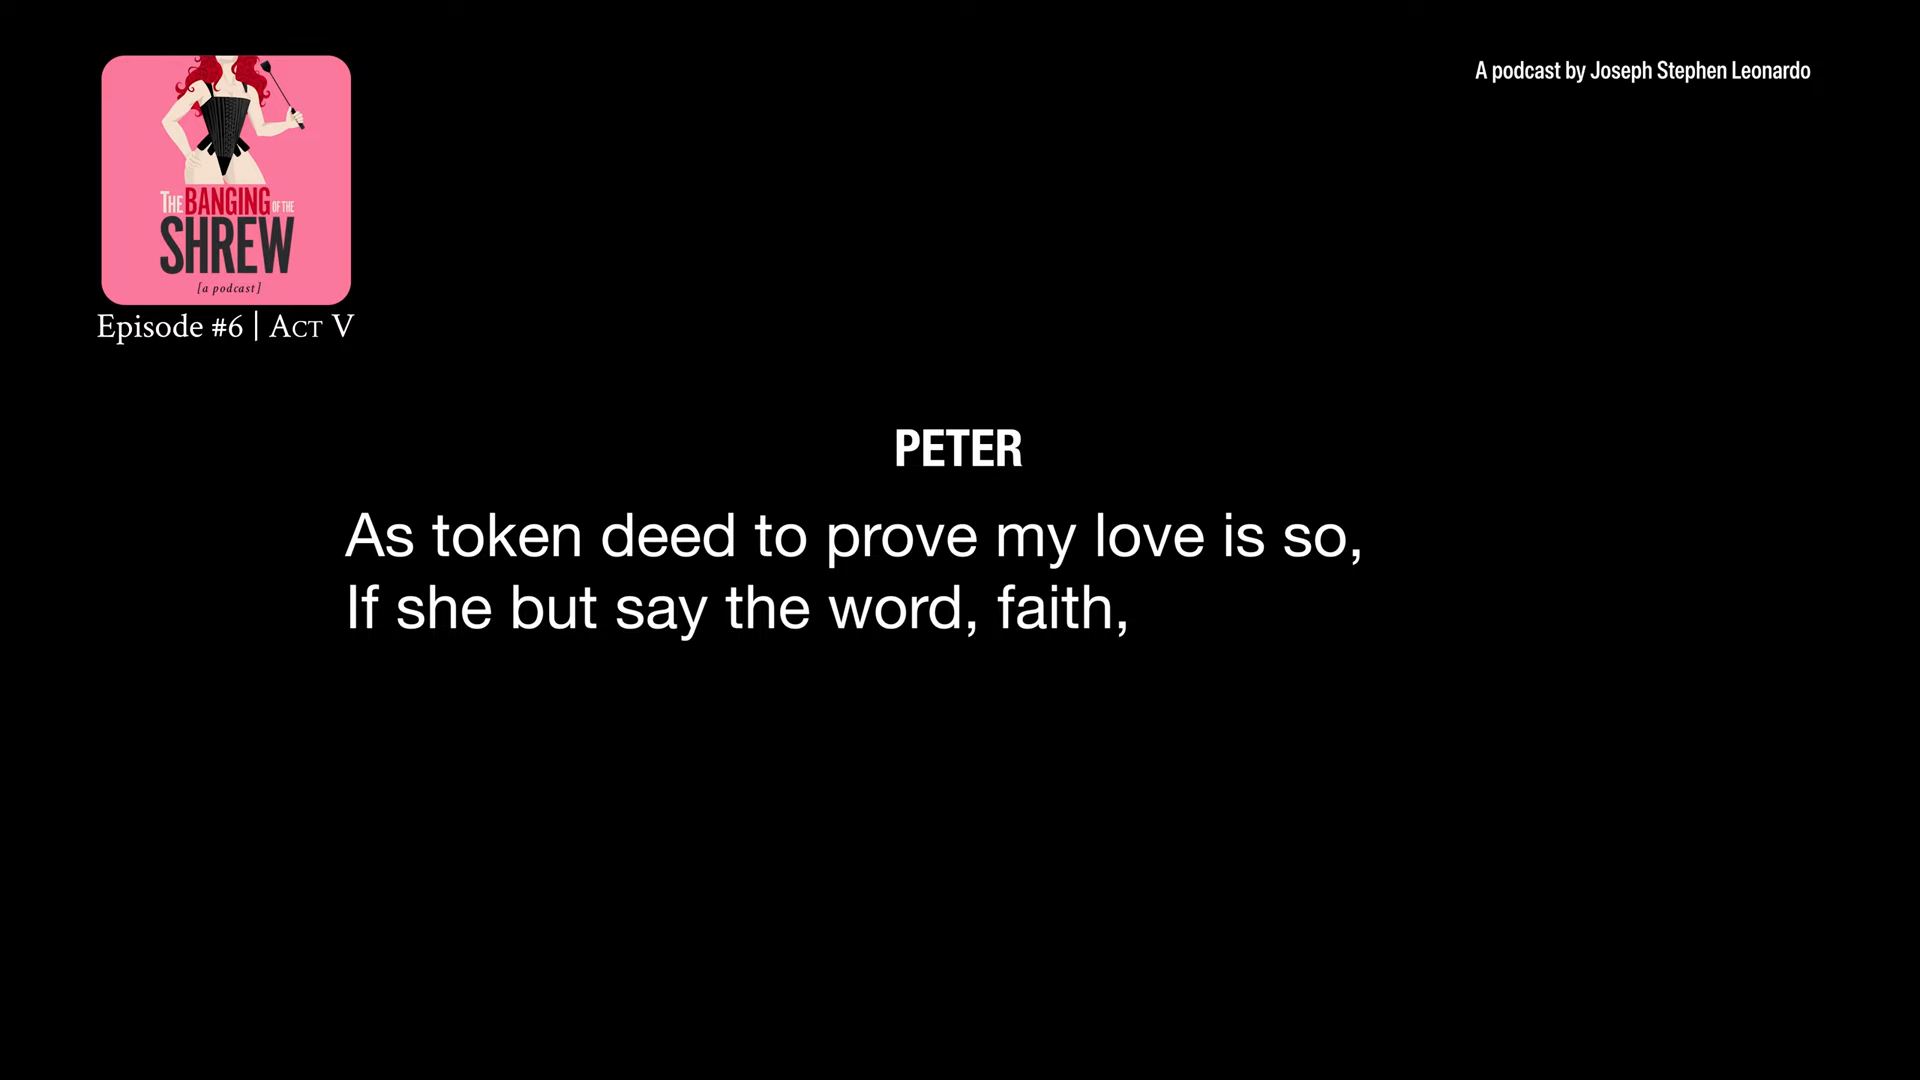 A podcast by Joseph Stephen Leonardo
THE BANGING OF THE
SHREW
[a podcast]
Episode #6 | ACT V
PETER
As token deed to prove my love is so,
If she but say the word, faith,